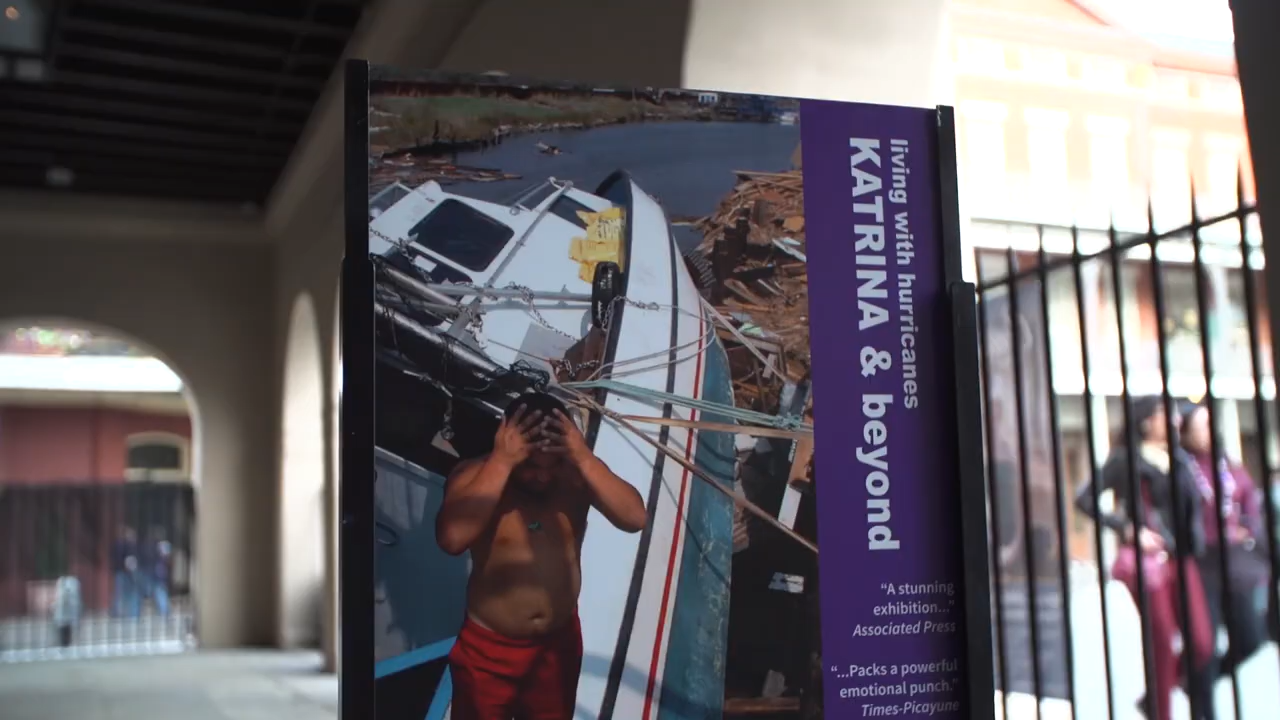 living with hurricanes
KATRINA & beyond
“A stunning
exhibition...”
Associated Press
“...Packs a powerful
emotional punch.”
Times-Picayune